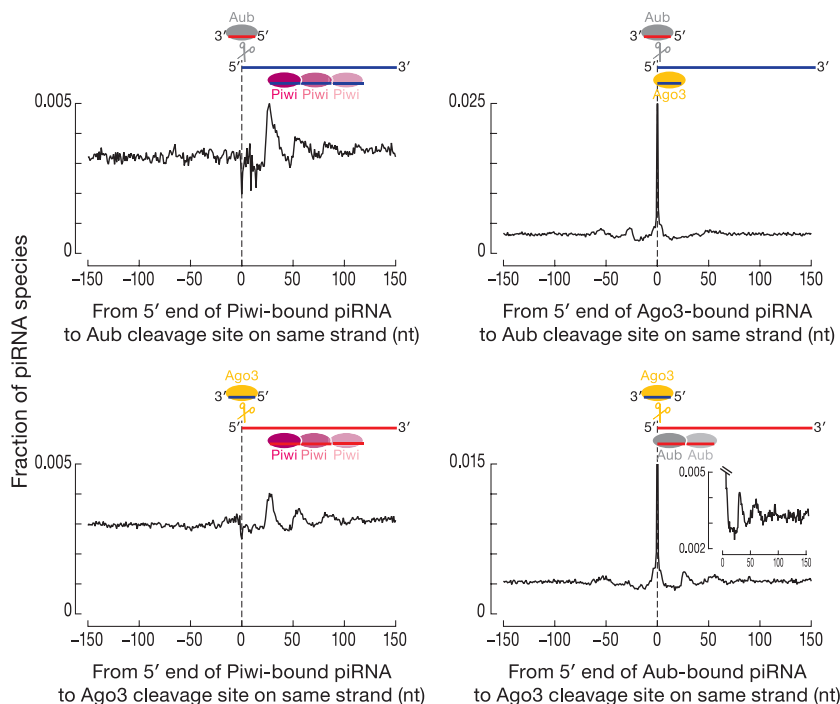 Fraction of piRNA species
Aub
3′ 5′
5′ 3′
Piwi Piwi Piwi
0.005
0
−150 −100 −50 0 50 100 150
From 5′ end of Piwi-bound piRNA
to Aub cleavage site on same strand (nt)
Aub
3′ 5′
5′ 3′
Ago3
0.025
0
−150 −100 −50 0 50 100 150
From 5′ end of Ago3-bound piRNA
to Aub cleavage site on same strand (nt)
Ago3
3′ 5′
5′ 3′
Piwi Piwi Piwi
0.005
0
−150 −100 −50 0 50 100 150
From 5′ end of Piwi-bound piRNA
to Ago3 cleavage site on same strand (nt)
Ago3
3′ 5′
5′ 3′
Aub Aub
0.015
0.005
0.002
0 50 100 150
0
−150 −100 −50 0 50 100 150
From 5′ end of Aub-bound piRNA
to Ago3 cleavage site on same strand (nt)